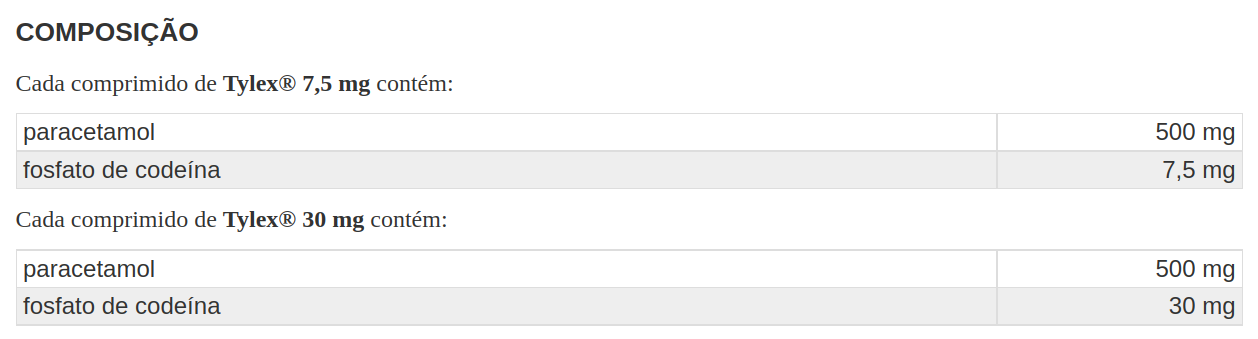 COMPOSIÇÃO
Cada comprimido de Tylex® 7,5 mg contém:
paracetamol 500 mg
fosfato de codeína 7,5 mg
Cada comprimido de Tylex® 30 mg contém:
paracetamol 500 mg
fosfato de codeína 30 mg